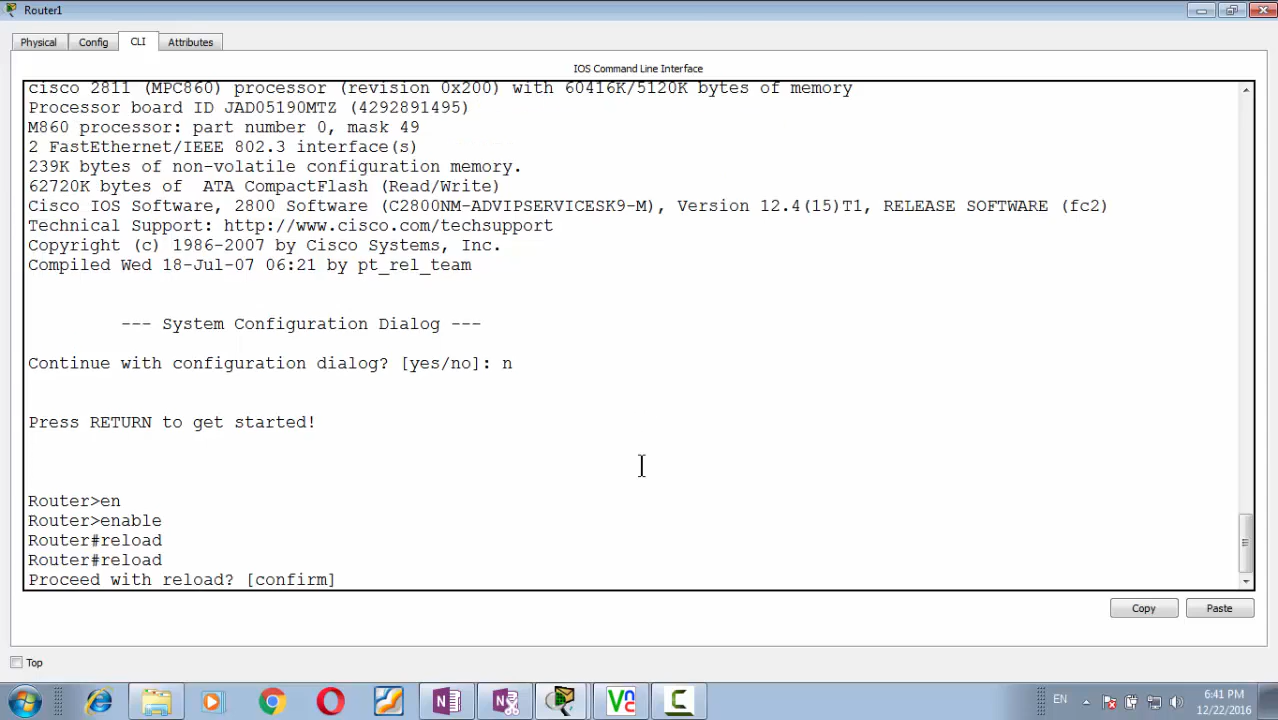 Router1
Physical Config CLI Attributes
IOS Command Line Interface
cisco 2811 (MPC860) processor (revision 0x200) with 60416K/5120K bytes of memory
Processor board ID JAD05190MTZ (4292891495)
M860 processor: part number 0, mask 49
2 FastEthernet/IEEE 802.3 interface(s)
239K bytes of non-volatile configuration memory.
62720K bytes of  ATA CompactFlash (Read/Write)
Cisco IOS Software, 2800 Software (C2800NM-ADVIPSERVICESK9-M), Version 12.4(15)T1, RELEASE SOFTWARE (fc2)
Technical Support: http://www.cisco.com/techsupport
Copyright (c) 1986-2007 by Cisco Systems, Inc.
Compiled Wed 18-Jul-07 06:21 by pt_rel_team
--- System Configuration Dialog ---
Continue with configuration dialog? [yes/no]: n
Press RETURN to get started!
Router>en
Router>enable
Router#reload
Router#reload
Proceed with reload? [confirm]
Copy Paste
Top
EN 6:41 PM
12/22/2016